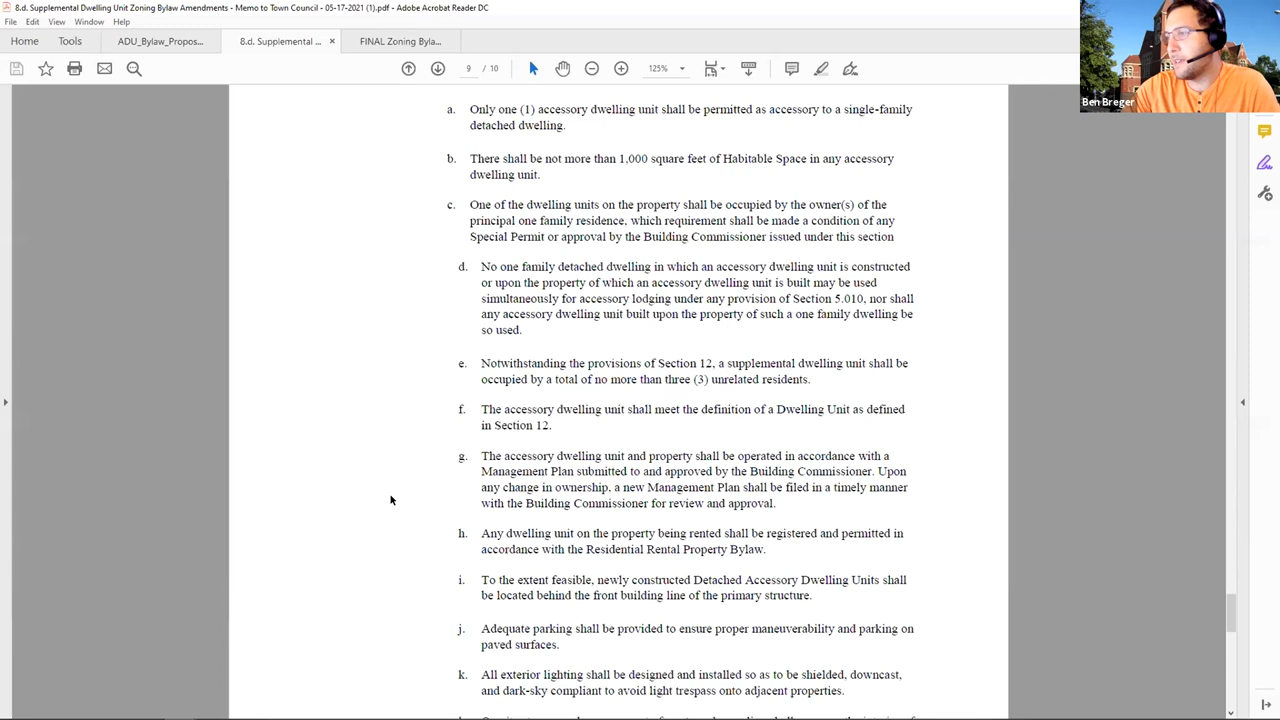 8.d. Supplemental Dwelling Unit Zoning Bylaw Amendments - Memo to Town Council - 05-17-2021 (1).pdf - Adobe Acrobat Reader DC
File Edit View Window Help
Home Tools ADU_Bylaw_Propos... 8.d. Supplemental ... × FINAL Zoning Byla...
9 / 10 125%
Ben Breger
a. Only one (1) accessory dwelling unit shall be permitted as accessory to a single-family
detached dwelling.
b. There shall be not more than 1,000 square feet of Habitable Space in any accessory
dwelling unit.
c. One of the dwelling units on the property shall be occupied by the owner(s) of the
principal one family residence, which requirement shall be made a condition of any
Special Permit or approval by the Building Commissioner issued under this section
d. No one family detached dwelling in which an accessory dwelling unit is constructed
or upon the property of which an accessory dwelling unit is built may be used
simultaneously for accessory lodging under any provision of Section 5.010, nor shall
any accessory dwelling unit built upon the property of such a one family dwelling be
so used.
e. Notwithstanding the provisions of Section 12, a supplemental dwelling unit shall be
occupied by a total of no more than three (3) unrelated residents.
f. The accessory dwelling unit shall meet the definition of a Dwelling Unit as defined
in Section 12.
g. The accessory dwelling unit and property shall be operated in accordance with a
Management Plan submitted to and approved by the Building Commissioner. Upon
any change in ownership, a new Management Plan shall be filed in a timely manner
with the Building Commissioner for review and approval.
h. Any dwelling unit on the property being rented shall be registered and permitted in
accordance with the Residential Rental Property Bylaw.
i. To the extent feasible, newly constructed Detached Accessory Dwelling Units shall
be located behind the front building line of the primary structure.
j. Adequate parking shall be provided to ensure proper maneuverability and parking on
paved surfaces.
k. All exterior lighting shall be designed and installed so as to be shielded, downcast,
and dark-sky compliant to avoid light trespass onto adjacent properties.